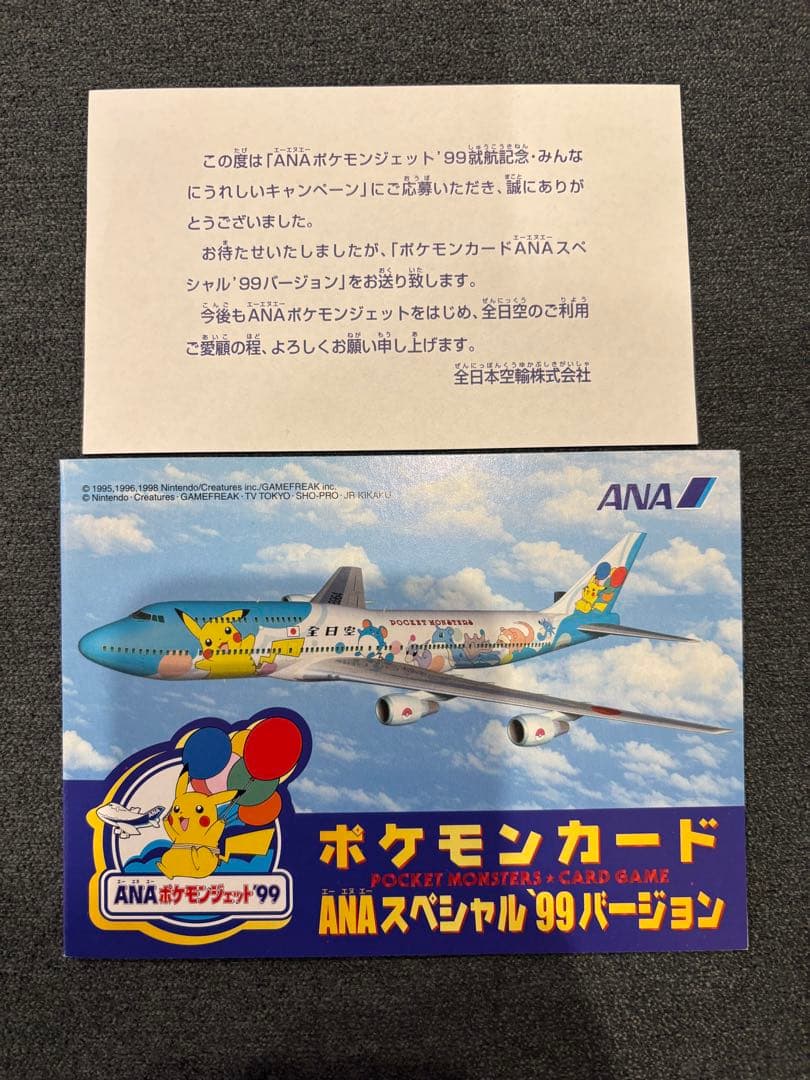 この度は「ANAポケモンジェット'99就航記念・みんな
にうれしいキャンペーン」にご応募いただき、誠にありが
とうございました。
お待たせいたしましたが、「ポケモンカードANAスペ
シャル'99バージョン」をお送り致します。
今後もANAポケモンジェットをはじめ、全日空のご利用
ご愛顧の程、よろしくお願い申し上げます。
全日本空輸株式会社
© 1995,1996,1998 Nintendo/Creatures inc./GAMEFREAK inc.
© Nintendo・Creatures・GAMEFREAK・TV TOKYO・SHO-PRO・JR KIKAKU
ANA
全日空
POCKET MONSTERS
ANAポケモンジェット'99
ポケモンカード
POCKET MONSTERS★CARD GAME
ANAスペシャル'99バージョン